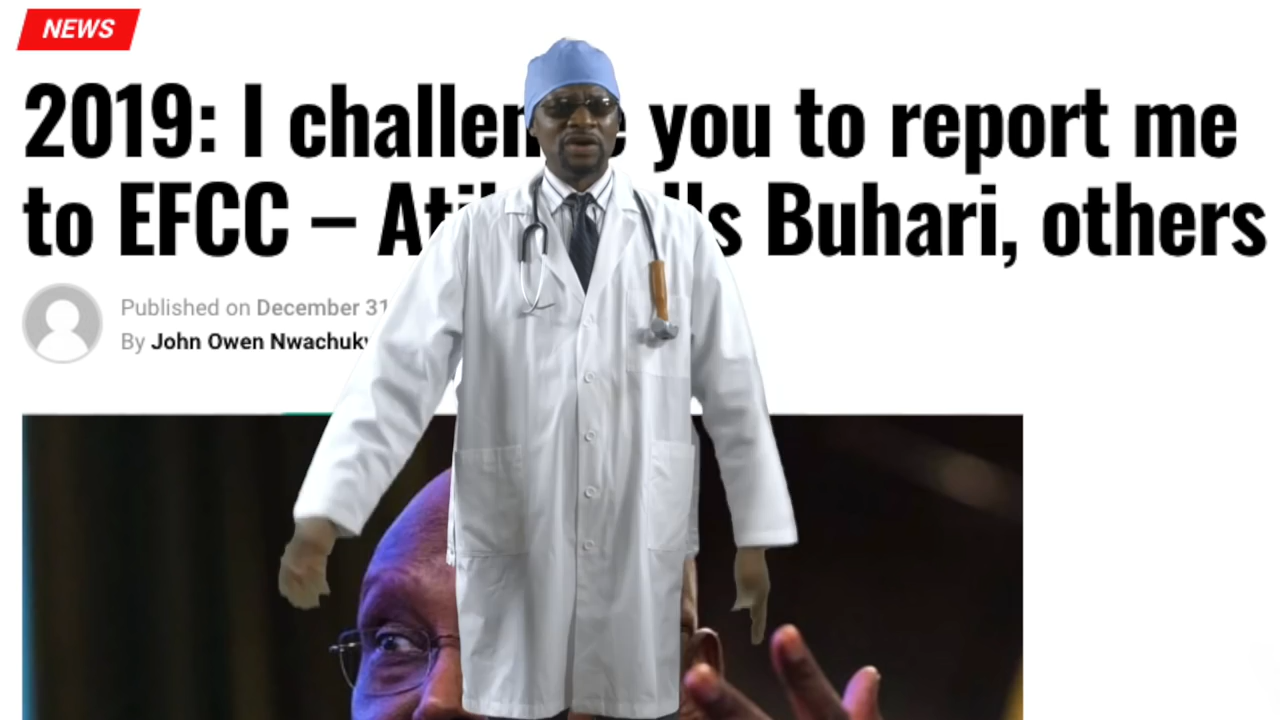 NEWS
2019: I challen you to report me
to EFCC – At ls Buhari, others
Published on December 31
By John Owen Nwachuk